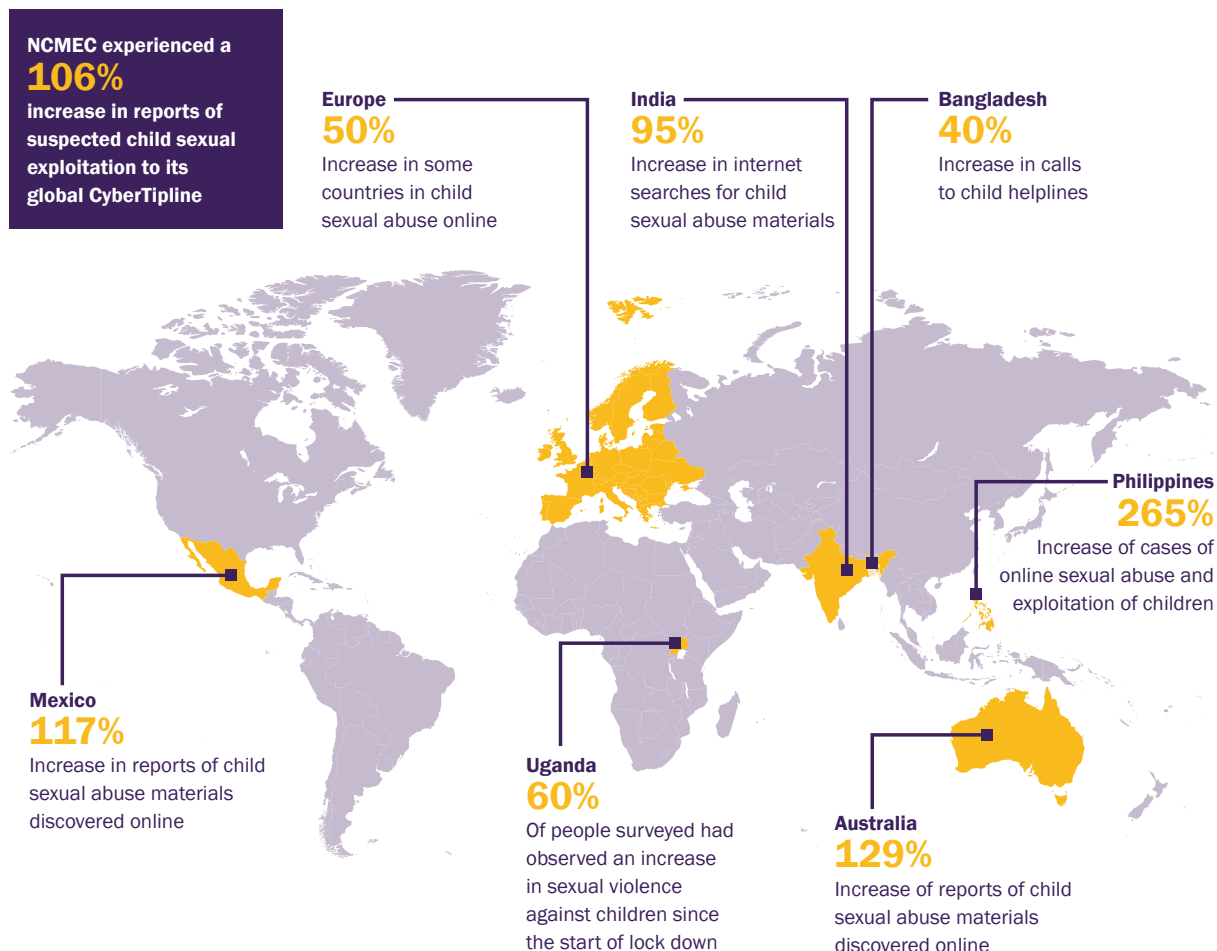 NCMEC experienced a
106%
increase in reports of
suspected child sexual
exploitation to its
global CyberTipline
Europe
50%
Increase in some
countries in child
sexual abuse online
India
95%
Increase in internet
searches for child
sexual abuse materials
Bangladesh
40%
Increase in calls
to child helplines
Philippines
265%
Increase of cases of
online sexual abuse and
exploitation of children
Mexico
117%
Increase in reports of child
sexual abuse materials
discovered online
Uganda
60%
Of people surveyed had
observed an increase
in sexual violence
against children since
the start of lock down
Australia
129%
Increase of reports of child
sexual abuse materials
discovered online